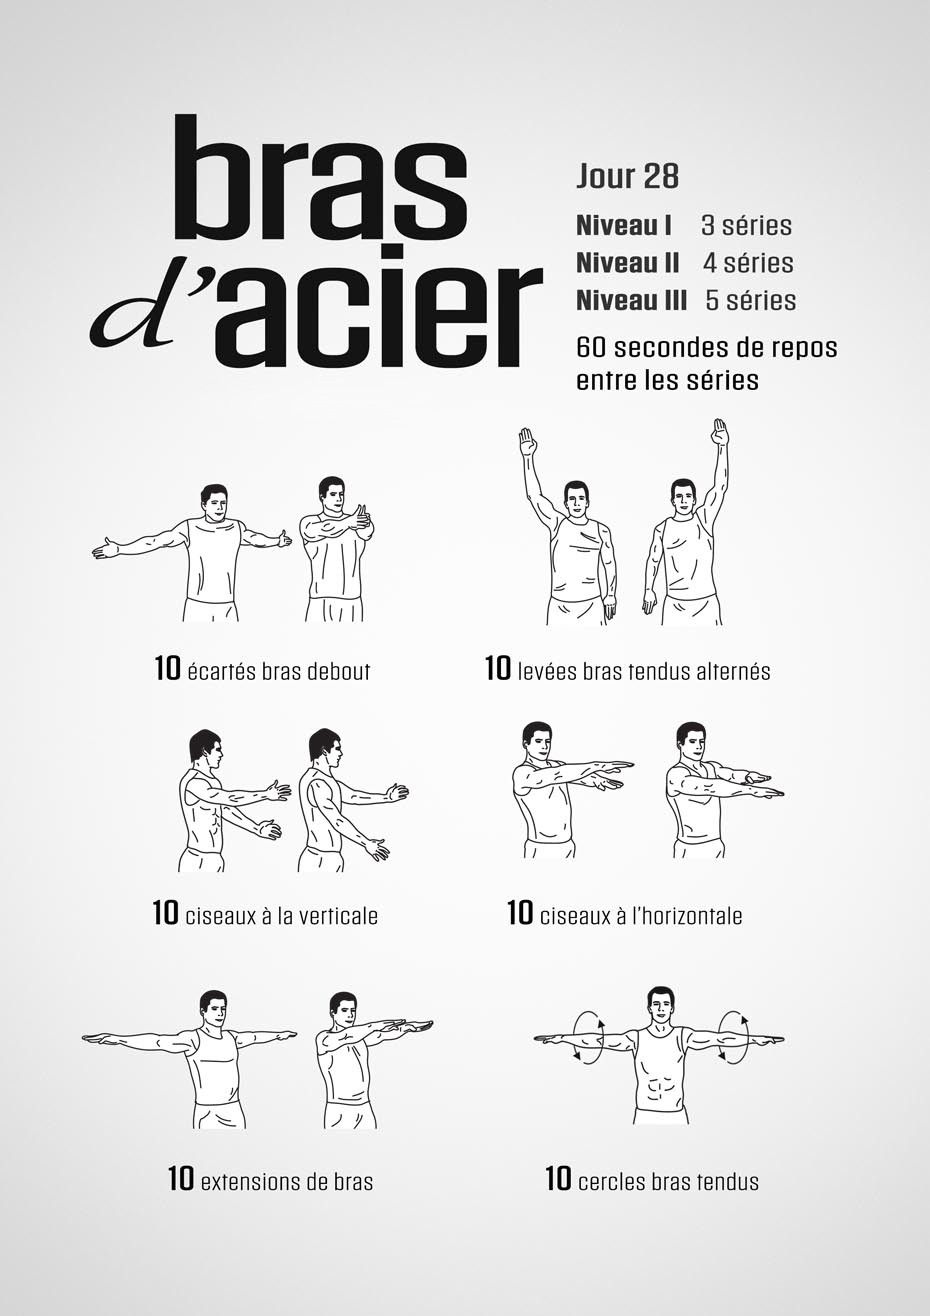 bras
d'acier
Jour 28
Niveau I 3 séries
Niveau II 4 séries
Niveau III 5 séries
60 secondes de repos
entre les séries
10 écartés bras debout
10 levées bras tendus alternés
10 ciseaux à la verticale
10 ciseaux à l'horizontale
10 extensions de bras
10 cercles bras tendus